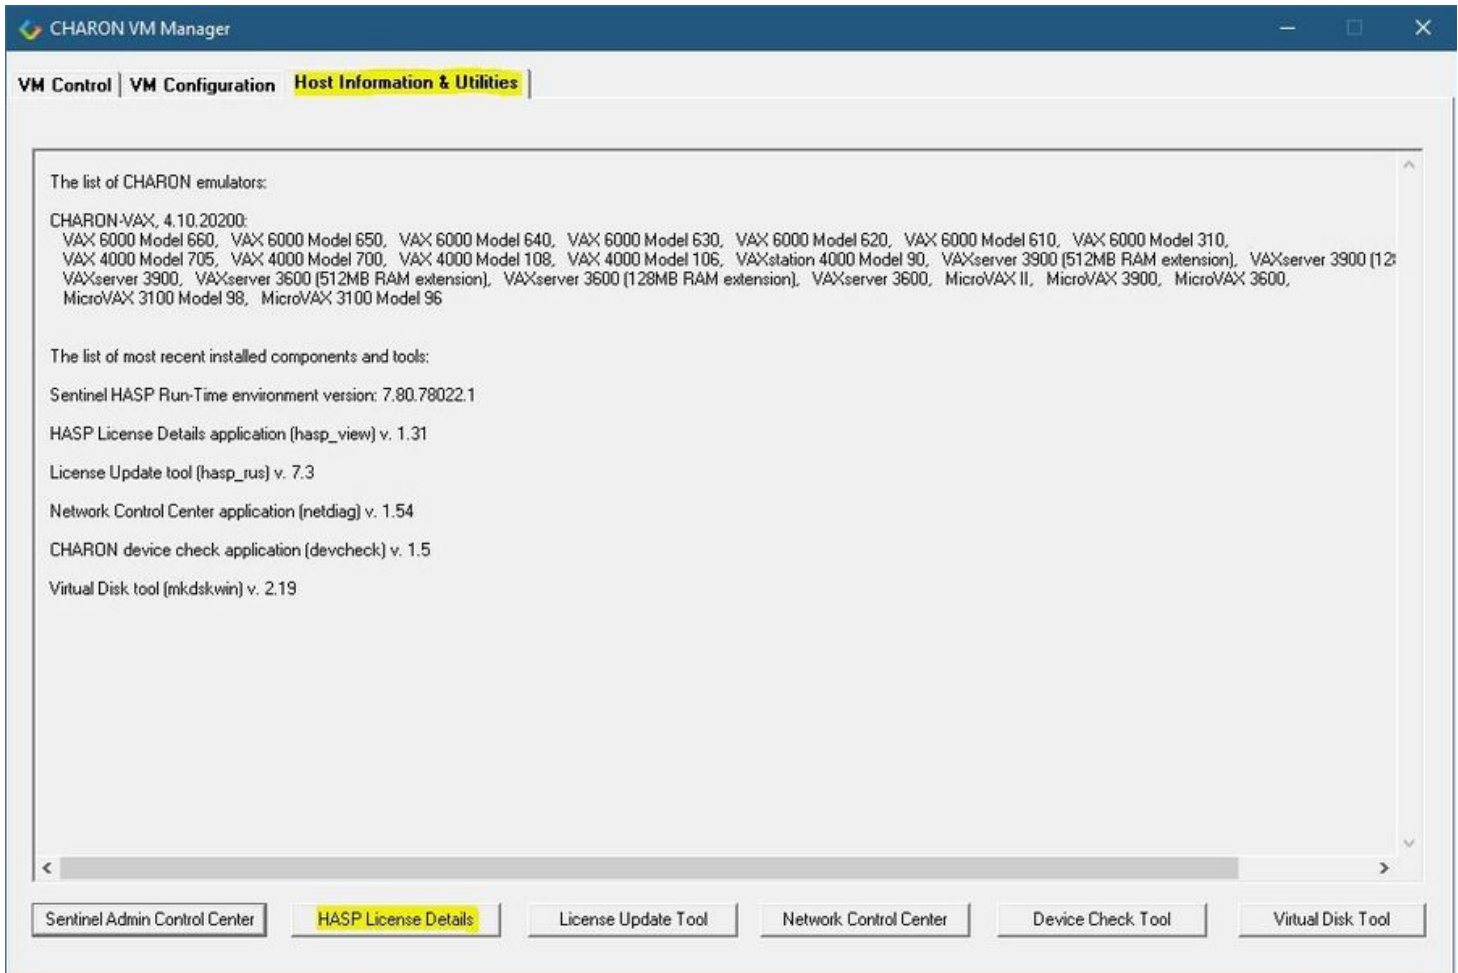 CHARON VM Manager
VM Control VM Configuration Host Information & Utilities
The list of CHARON emulators:
CHARON-VAX, 4.10.20200:
VAX 6000 Model 660, VAX 6000 Model 650, VAX 6000 Model 640, VAX 6000 Model 630, VAX 6000 Model 620, VAX 6000 Model 610, VAX 6000 Model 310,
VAX 4000 Model 705, VAX 4000 Model 700, VAX 4000 Model 108, VAX 4000 Model 106, VAXstation 4000 Model 90, VAXserver 3900 (512MB RAM extension), VAXserver 3900 (12
VAXserver 3900, VAXserver 3600 (512MB RAM extension), VAXserver 3600 (128MB RAM extension), VAXserver 3600, MicroVAX II, MicroVAX 3900, MicroVAX 3600,
MicroVAX 3100 Model 98, MicroVAX 3100 Model 96
The list of most recent installed components and tools:
Sentinel HASP Run-Time environment version: 7.80.78022.1
HASP License Details application (hasp_view) v. 1.31
License Update tool (hasp_rus) v. 7.3
Network Control Center application (netdiag) v. 1.54
CHARON device check application (devcheck) v. 1.5
Virtual Disk tool (mkdskwin) v. 2.19
Sentinel Admin Control Center HASP License Details License Update Tool Network Control Center Device Check Tool Virtual Disk Tool